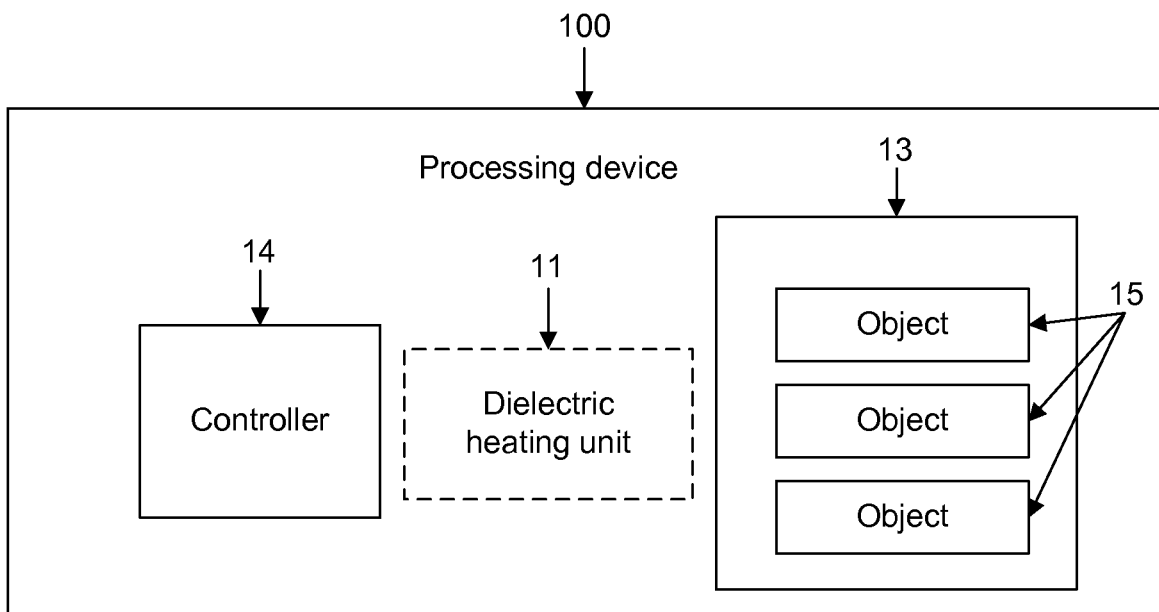 100
Processing device
13
14
11
15
Object
Controller
Dielectric
heating unit
Object
Object